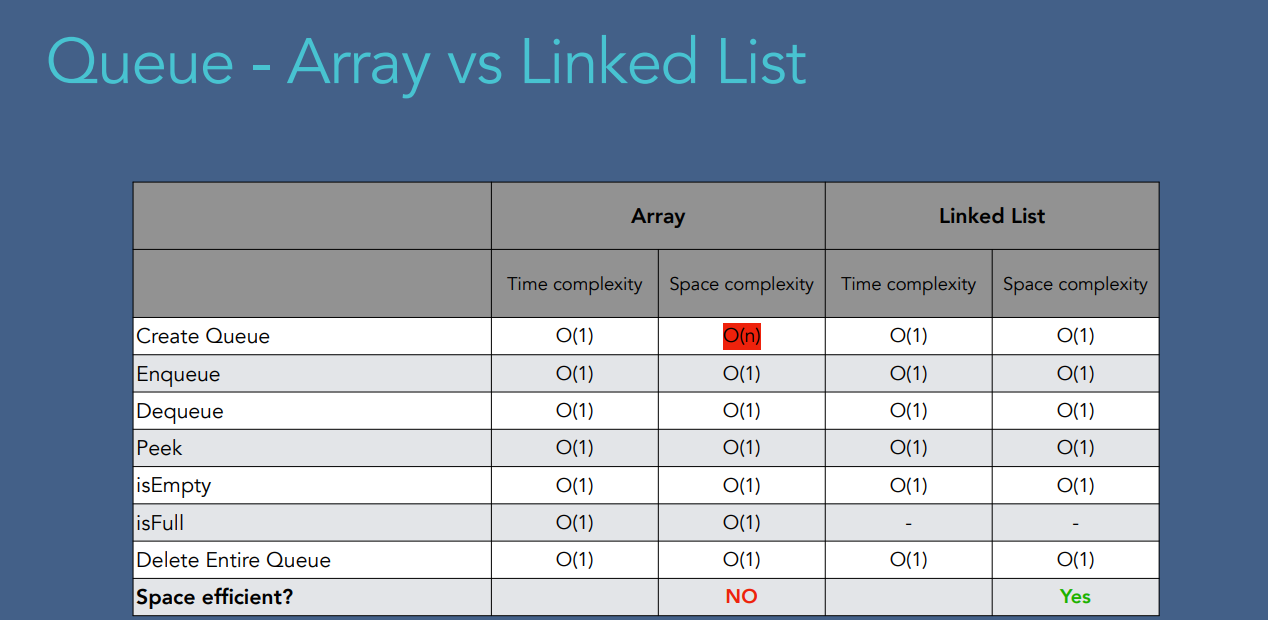 Queue - Array vs Linked List
Array Linked List
Time complexity Space complexity Time complexity Space complexity
Create Queue O(1) O(n) O(1) O(1)
Enqueue O(1) O(1) O(1) O(1)
Dequeue O(1) O(1) O(1) O(1)
Peek O(1) O(1) O(1) O(1)
isEmpty O(1) O(1) O(1) O(1)
isFull O(1) O(1) - -
Delete Entire Queue O(1) O(1) O(1) O(1)
Space efficient? NO Yes